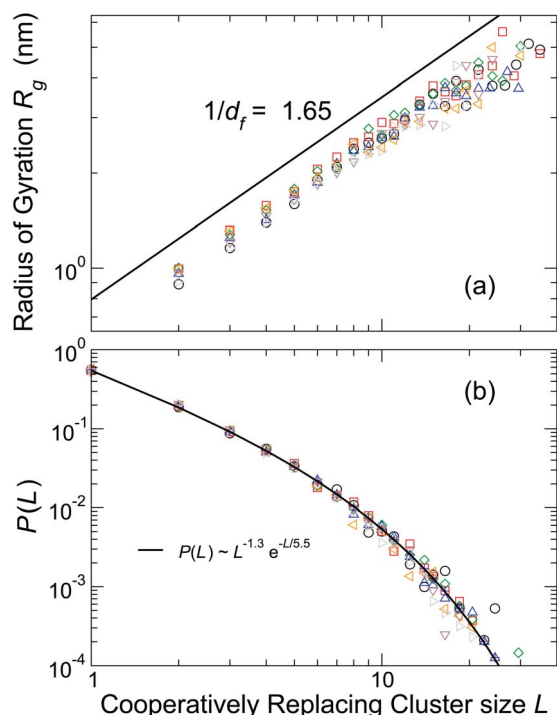 (a)
Radius of Gyration R_g (nm)
1/d_f = 1.65
10^0
(b)
P(L)
10^0
10^-1
10^-2
10^-3
10^-4
P(L) ~ L^-1.3 e^-L/5.5
1 10
Cooperatively Replacing Cluster size L